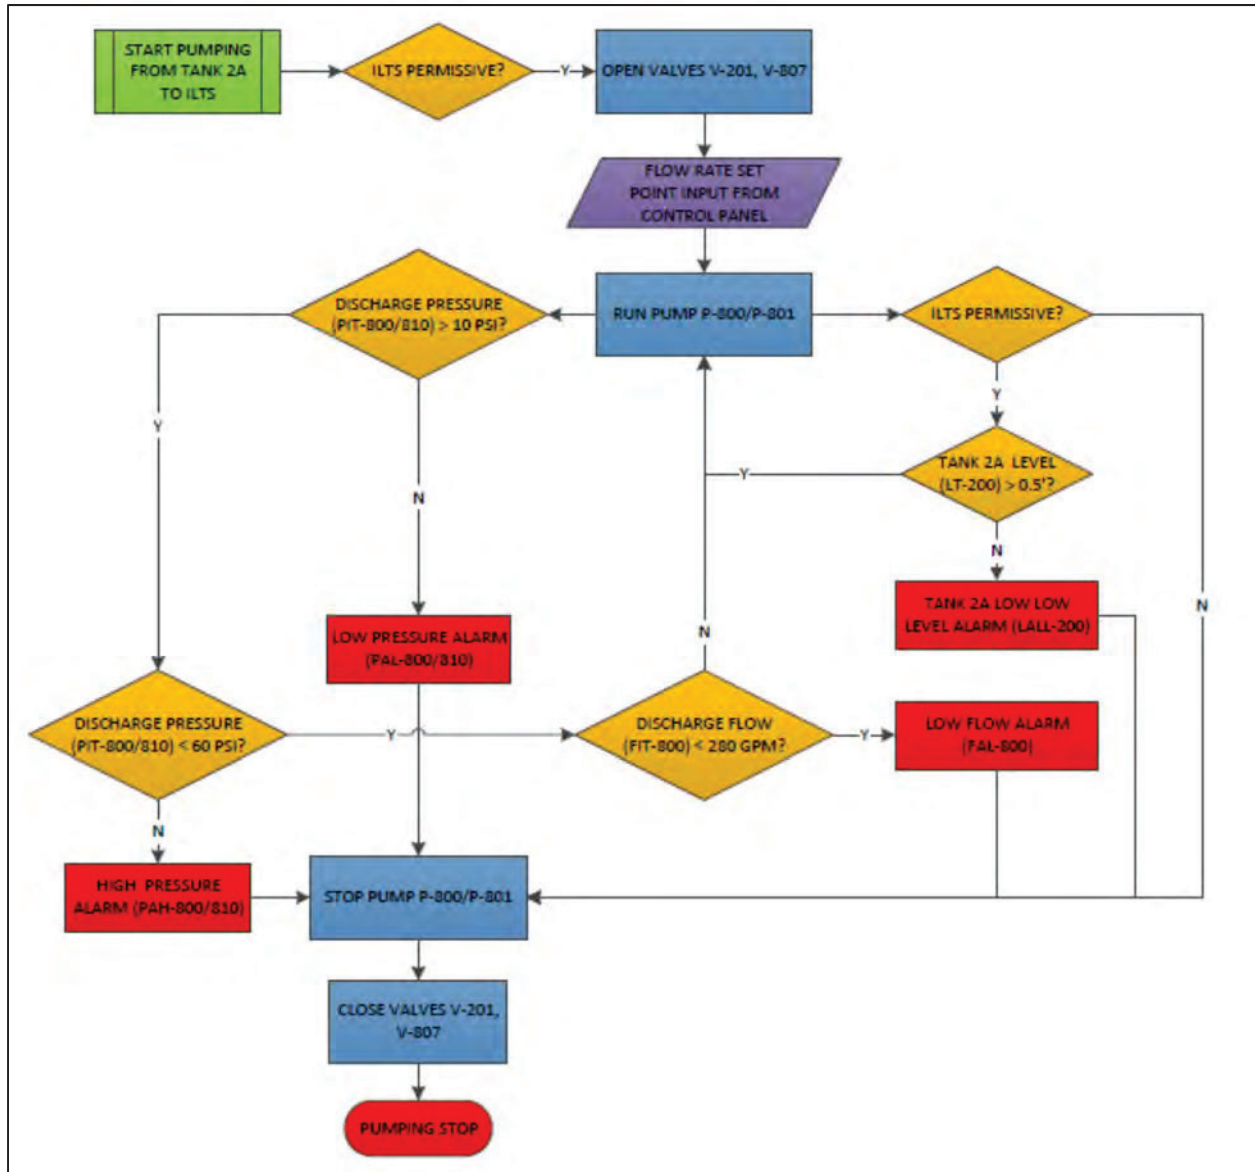 START PUMPING
FROM TANK 2A
TO ILTS
ILTS PERMISSIVE?
Y
OPEN VALVES V-201, V-807
FLOW RATE SET
POINT INPUT FROM
CONTROL PANEL
DISCHARGE PRESSURE
(PIT-800/810) > 10 PSI?
RUN PUMP P-800/P-801
ILTS PERMISSIVE?
Y
Y
N
Y
TANK 2A LEVEL
(LT-200) > 0.5'?
N
TANK 2A LOW LOW
LEVEL ALARM (LALL-200)
N
N
LOW PRESSURE ALARM
(PAL-800/810)
DISCHARGE PRESSURE
(PIT-800/810) < 60 PSI?
Y
DISCHARGE FLOW
(FIT-800) < 280 GPM?
Y
LOW FLOW ALARM
(FAL-800)
N
HIGH PRESSURE
ALARM (PAH-800/810)
STOP PUMP P-800/P-801
CLOSE VALVES V-201,
V-807
PUMPING STOP